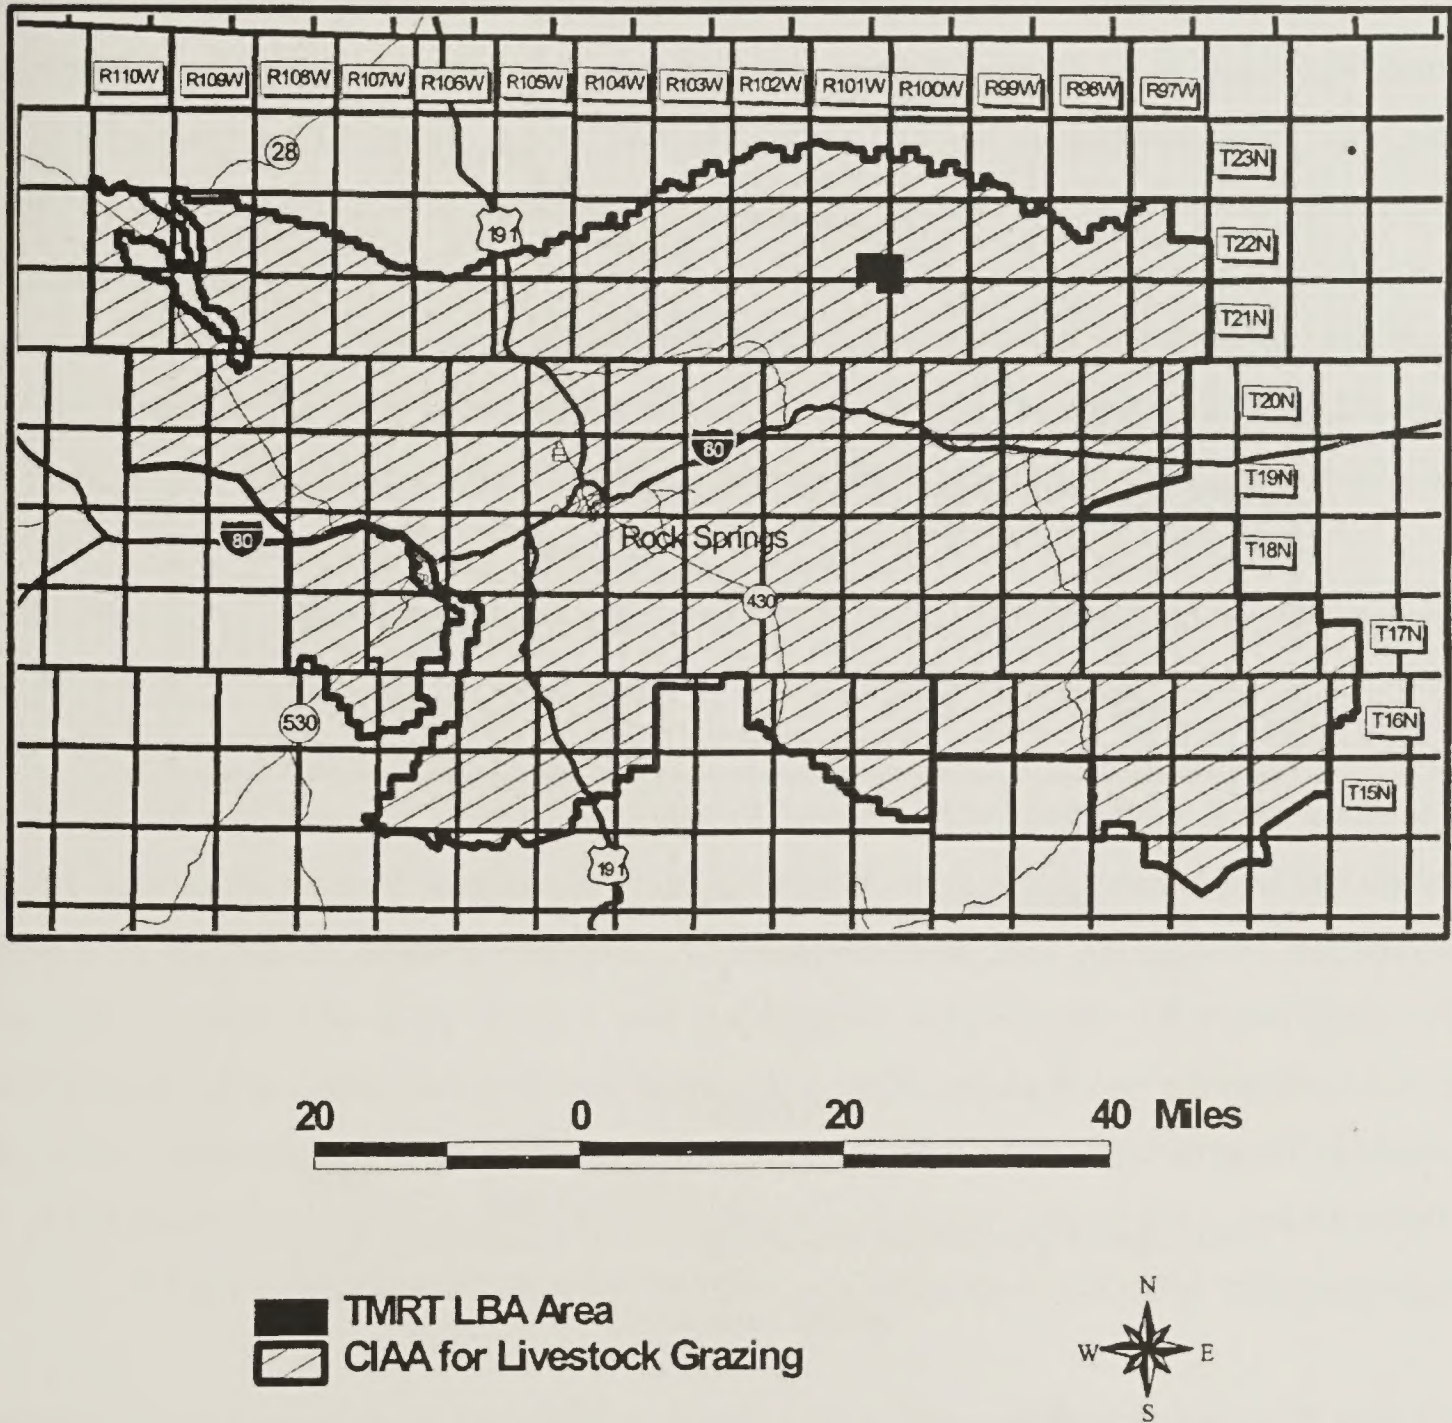 R110W R109W R108W R107W R106W R105W R104W R103W R102W R101W R100W R99W R98W R97W
28
T23N
191
T22N
T21N
T20N
80
T19N
80
Rock Springs
T18N
430
T17N
530
T16N
T15N
191
20 0 20 40 Miles
TMRT LBA Area
CIAA for Livestock Grazing
N
W E
S